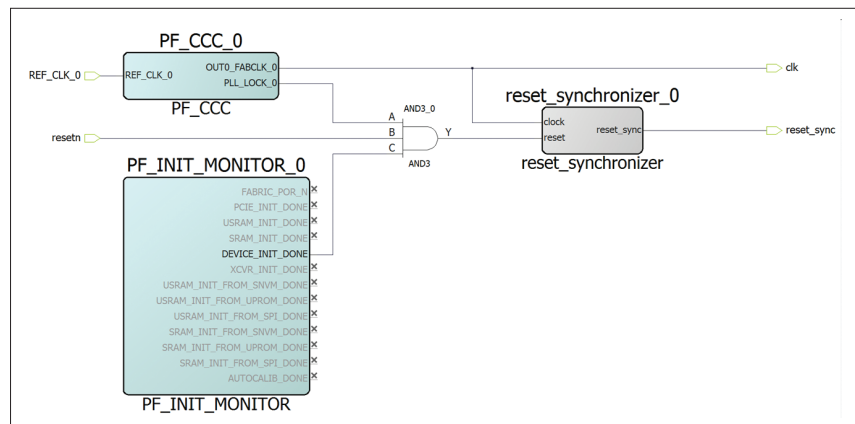 PF_CCC_0
REF_CLK_0
REF_CLK_0
OUT0_FABCLK_0
PLL_LOCK_0
PF_CCC
clk
resetn
A
B
C
AND3_0
Y
AND3
reset_synchronizer_0
clock
reset
reset_sync
reset_synchronizer
reset_sync
PF_INIT_MONITOR_0
FABRIC_POR_N
PCIE_INIT_DONE
USRAM_INIT_DONE
SRAM_INIT_DONE
DEVICE_INIT_DONE
XCVR_INIT_DONE
USRAM_INIT_FROM_SNVM_DONE
USRAM_INIT_FROM_UPROM_DONE
USRAM_INIT_FROM_SPI_DONE
SRAM_INIT_FROM_SNVM_DONE
SRAM_INIT_FROM_UPROM_DONE
SRAM_INIT_FROM_SPI_DONE
AUTOCALIB_DONE
PF_INIT_MONITOR